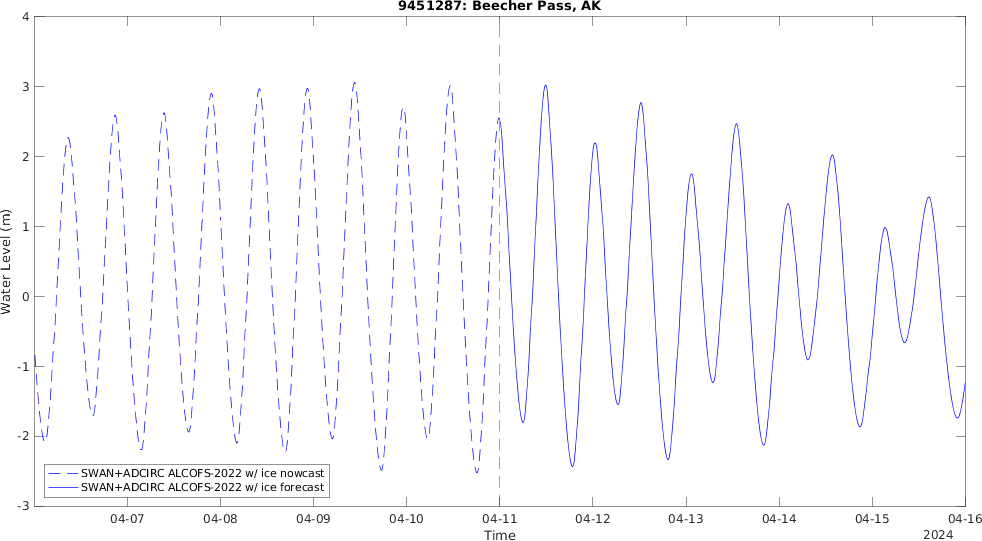 9451287: Beecher Pass, AK
4
3
2
1
0
-1
-2
-3
Water Level (m)
SWAN+ADCIRC ALCOFS-2022 w/ ice nowcast
SWAN+ADCIRC ALCOFS-2022 w/ ice forecast
04-07 04-08 04-09 04-10 04-11 04-12 04-13 04-14 04-15 04-16
Time
2024